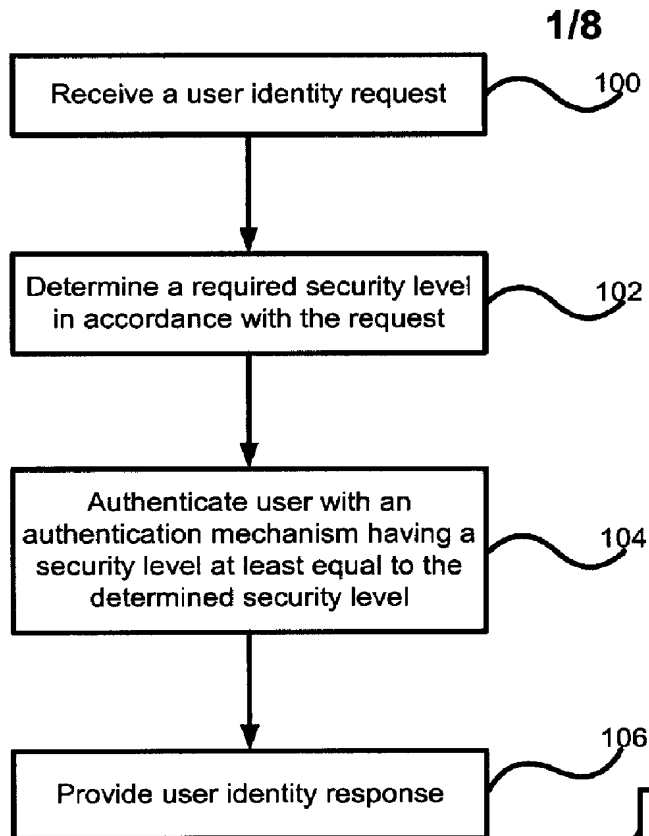 1/8
Receive a user identity request
100
Determine a required security level
in accordance with the request
102
Authenticate user with an
authentication mechanism having a
security level at least equal to the
determined security level
104
Provide user identity response
106